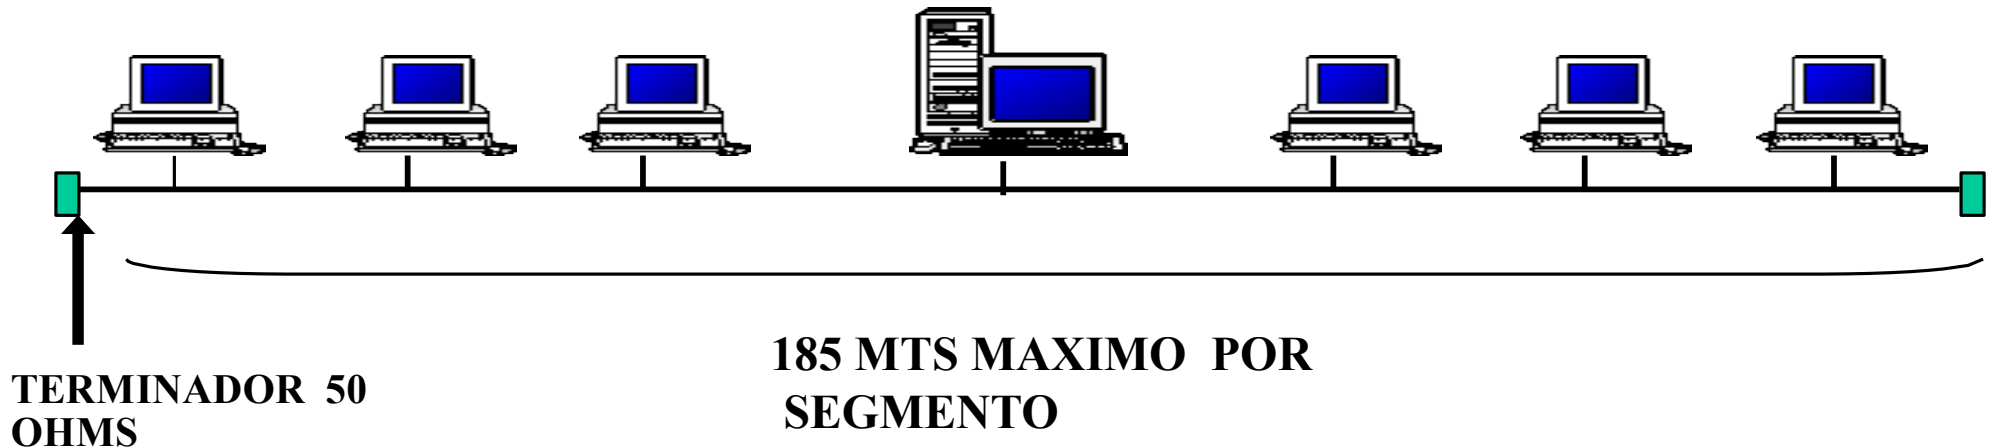 185 MTS MAXIMO POR
SEGMENTO
TERMINADOR 50
OHMS